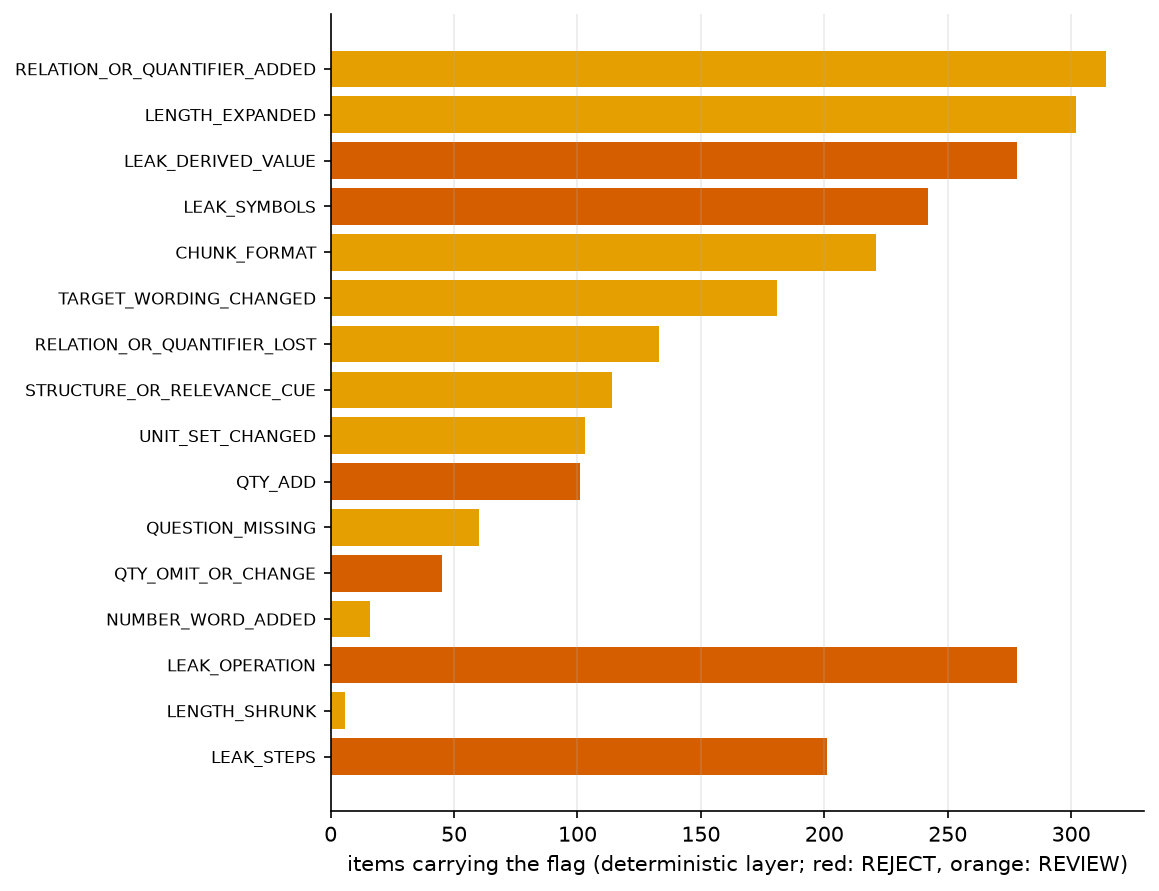 RELATION_OR_QUANTIFIER_ADDED
LENGTH_EXPANDED
LEAK_DERIVED_VALUE
LEAK_SYMBOLS
CHUNK_FORMAT
TARGET_WORDING_CHANGED
RELATION_OR_QUANTIFIER_LOST
STRUCTURE_OR_RELEVANCE_CUE
UNIT_SET_CHANGED
QTY_ADD
QUESTION_MISSING
QTY_OMIT_OR_CHANGE
NUMBER_WORD_ADDED
LEAK_OPERATION
LENGTH_SHRUNK
LEAK_STEPS
0 50 100 150 200 250 300
items carrying the flag (deterministic layer; red: REJECT, orange: REVIEW)